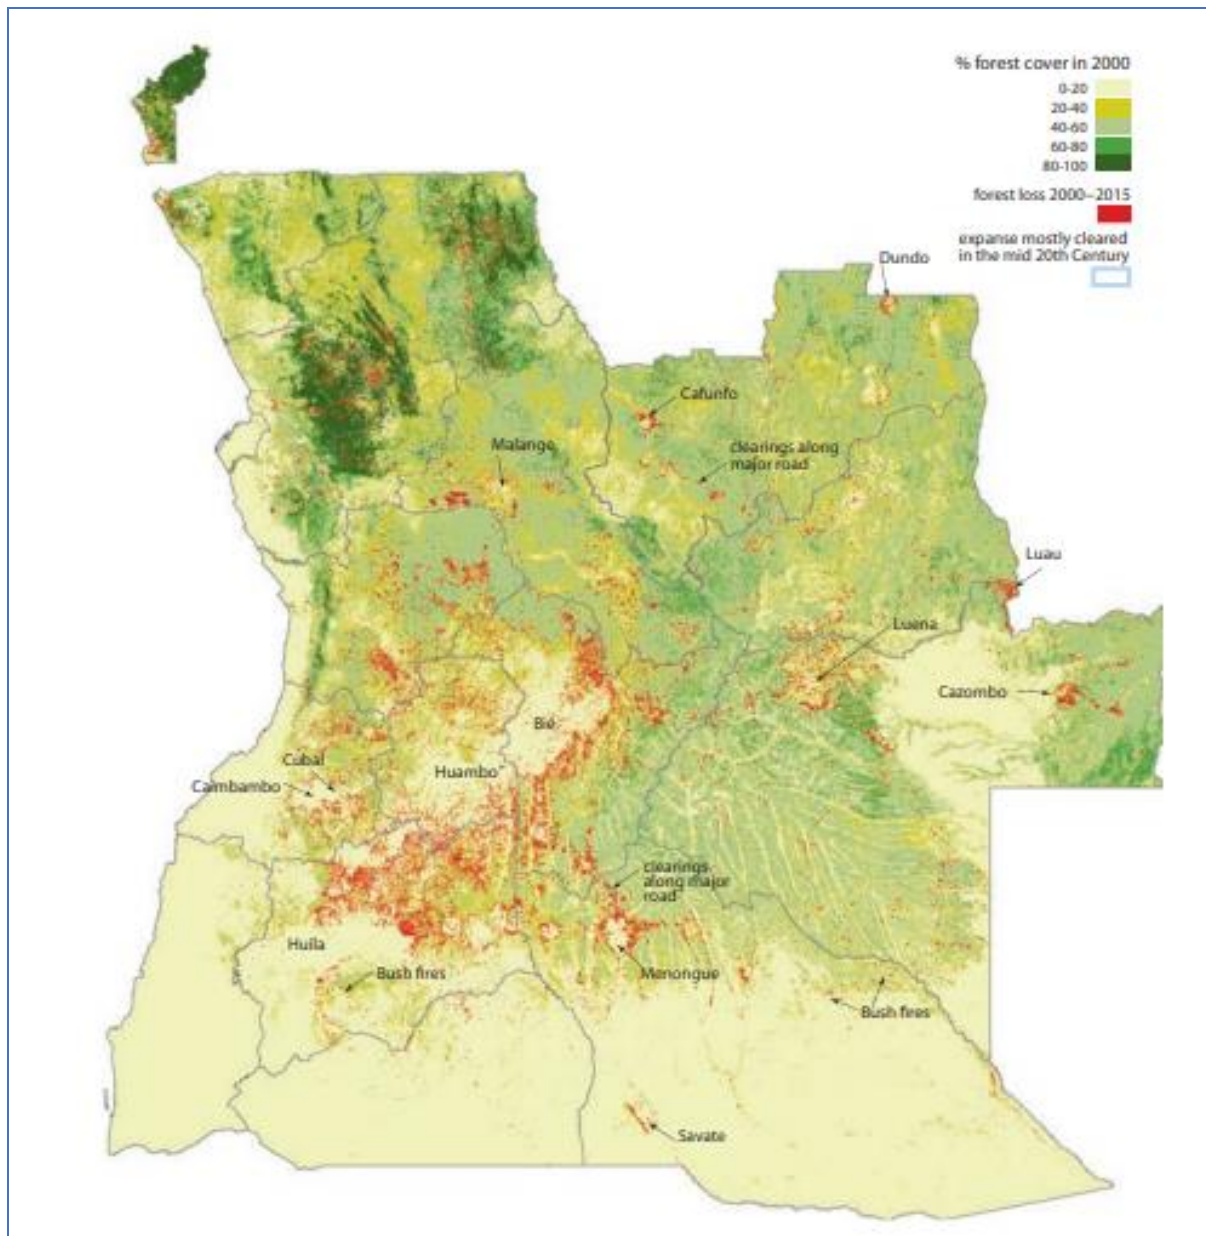 % forest cover in 2000
0-20
20-40
40-60
60-80
80-100
forest loss 2000–2015
expanse mostly cleared
in the mid 20th Century
Dundo
Cafunfo
Malange
clearings along
major road
Luau
Luena
Cazombo
Bié
Cubal
Huambo
Caimbambo
clearings
along major
road
Huíla
Bush fires
Menongue
Bush fires
Savate